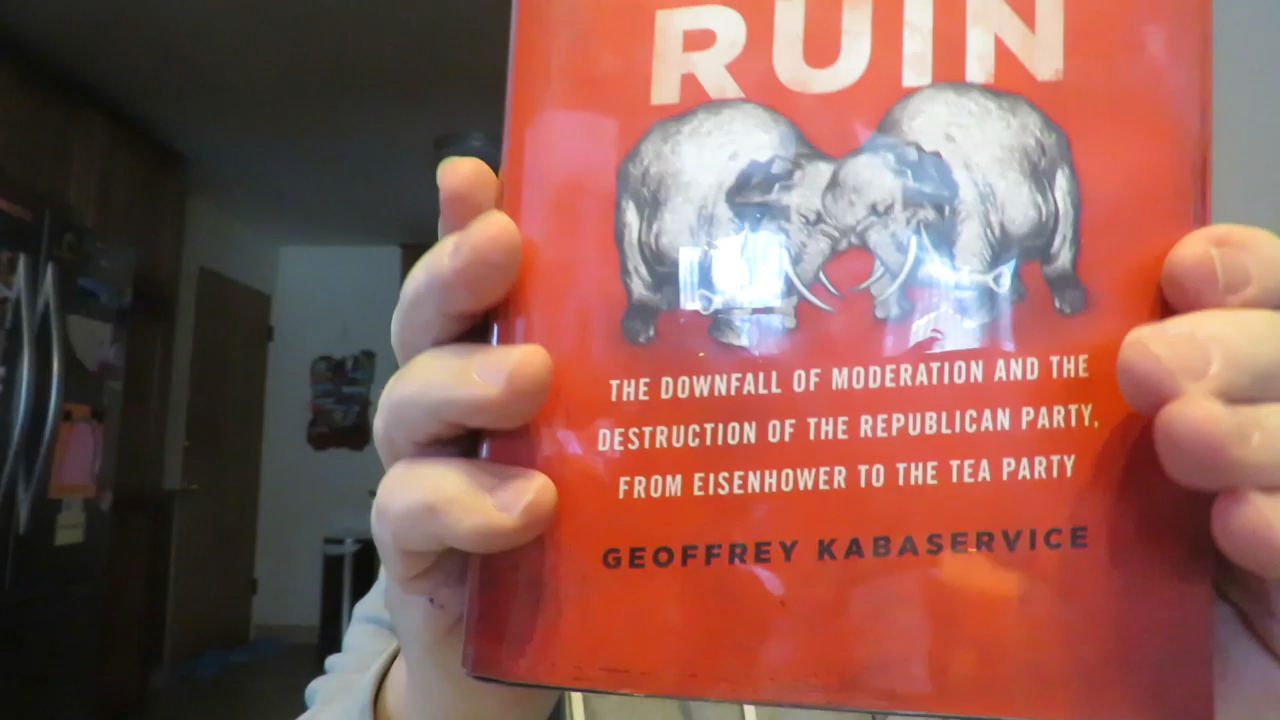 RUIN
THE DOWNFALL OF MODERATION AND THE
DESTRUCTION OF THE REPUBLICAN PARTY,
FROM EISENHOWER TO THE TEA PARTY
GEOFFREY KABASERVICE